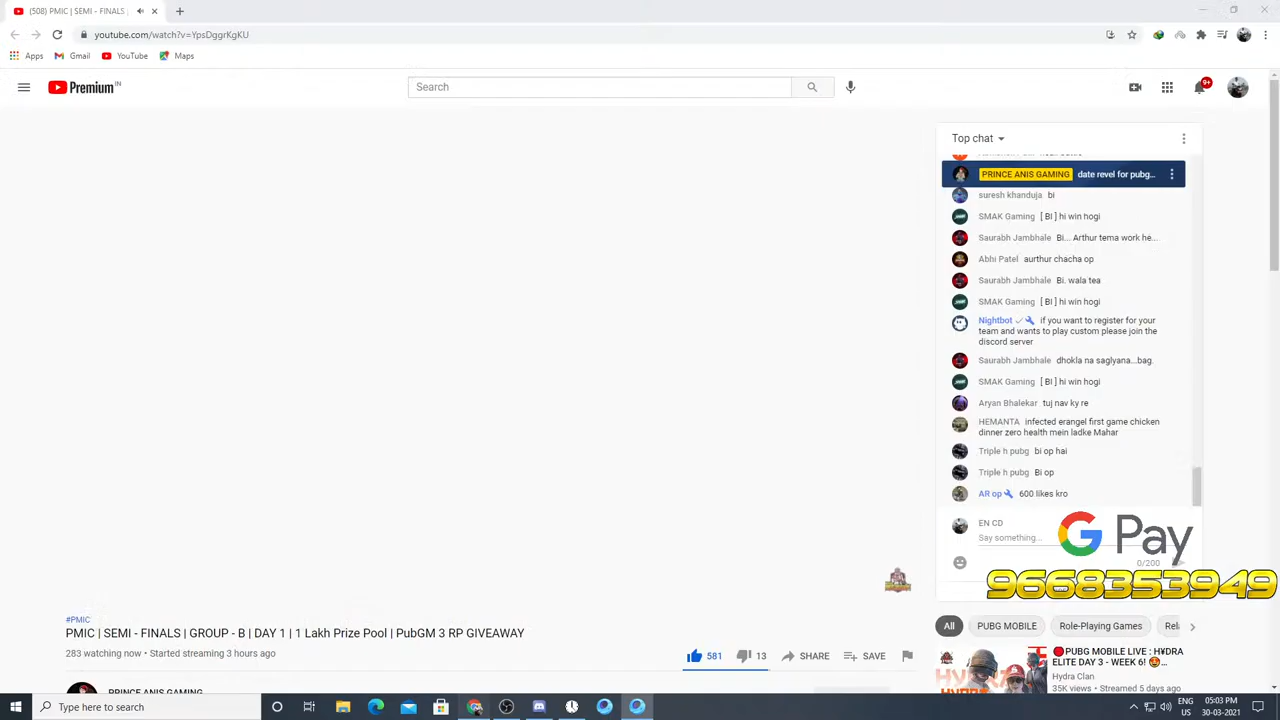 (508) PMIC | SEMI - FINALS |
youtube.com/watch?v=YpsDggrKgKU
Apps Gmail YouTube Maps
Premium IN
Search
9+
Top chat
PRINCE ANIS GAMING date revel for pubg...
suresh khanduja bi
SMAK Gaming [ BI ] hi win hogi
Saurabh Jambhale Bi... Arthur tema work he...
Abhi Patel aurthur chacha op
Saurabh Jambhale Bi. wala tea
SMAK Gaming [ BI ] hi win hogi
Nightbot if you want to register for your
team and wants to play custom please join the
discord server
Saurabh Jambhale dhokla na saglyana...bag.
SMAK Gaming [ BI ] hi win hogi
Aryan Bhalekar tuj nav ky re
HEMANTA infected erangel first game chicken
dinner zero health mein ladke Mahar
Triple h pubg bi op hai
Triple h pubg Bi op
AR op 600 likes kro
EN CD
Say something...
0/200
G Pay
9668353949
#PMIC
PMIC | SEMI - FINALS | GROUP - B | DAY 1 | 1 Lakh Prize Pool | PubGM 3 RP GIVEAWAY
283 watching now • Started streaming 3 hours ago
581 13 SHARE SAVE
All PUBG MOBILE Role-Playing Games Rel
PUBG MOBILE LIVE : H¥DRA
ELITE DAY 3 - WEEK 6!
Hydra Clan
35K views • Streamed 5 days ago
PRINCE ANIS GAMING
Type here to search
ENG
US
05:03 PM
30-03-2021